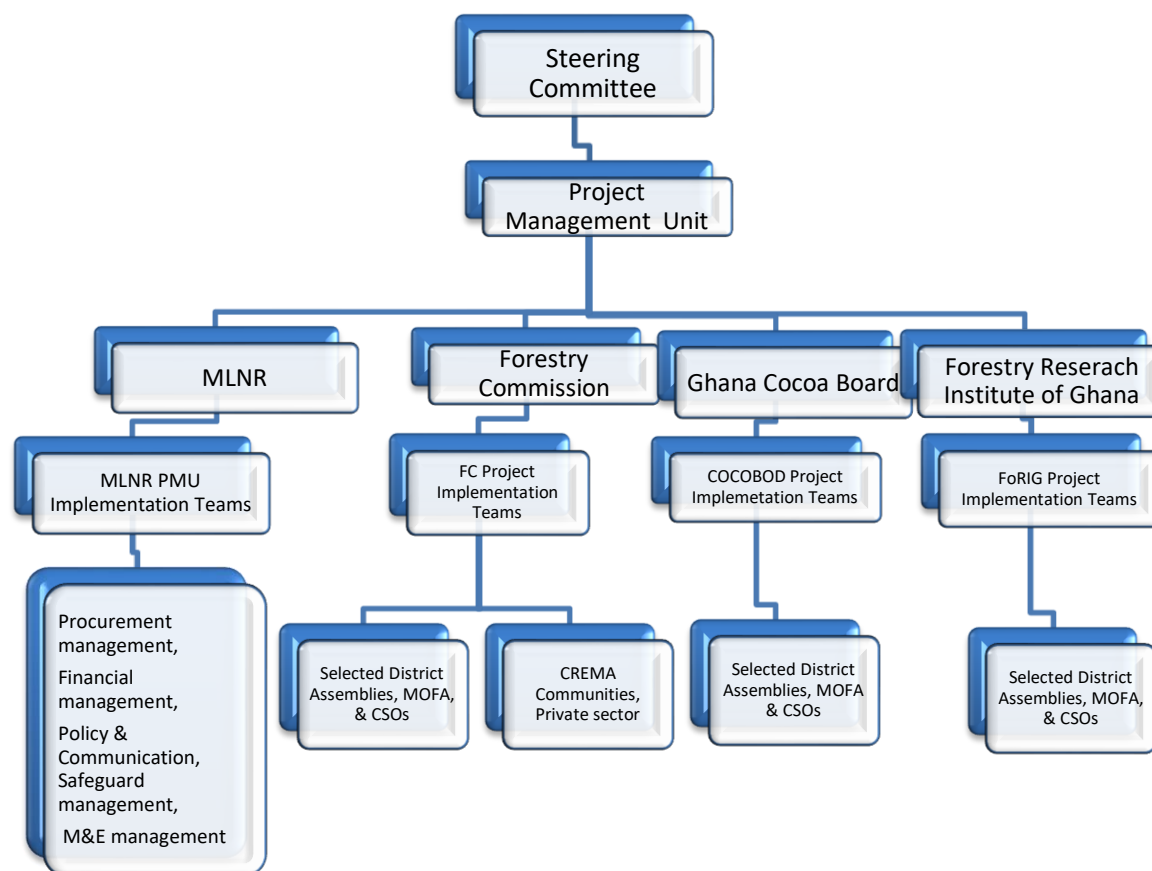 Steering
Committee
Project
Management Unit
MLNR
Forestry
Commission
Ghana Cocoa Board
Forestry Reserach
Institute of Ghana
MLNR PMU
Implementation Teams
FC Project
Implementation
Teams
COCOBOD Project
Implemetation Teams
FoRIG Project
Implementation Teams
Procurement
management,
Financial
management,
Policy &
Communication,
Safeguard
management,
M&E management
Selected District
Assemblies, MOFA,
& CSOs
CREMA
Communities,
Private sector
Selected District
Assemblies, MOFA
& CSOs
Selected District
Assemblies, MOFA,
& CSOs